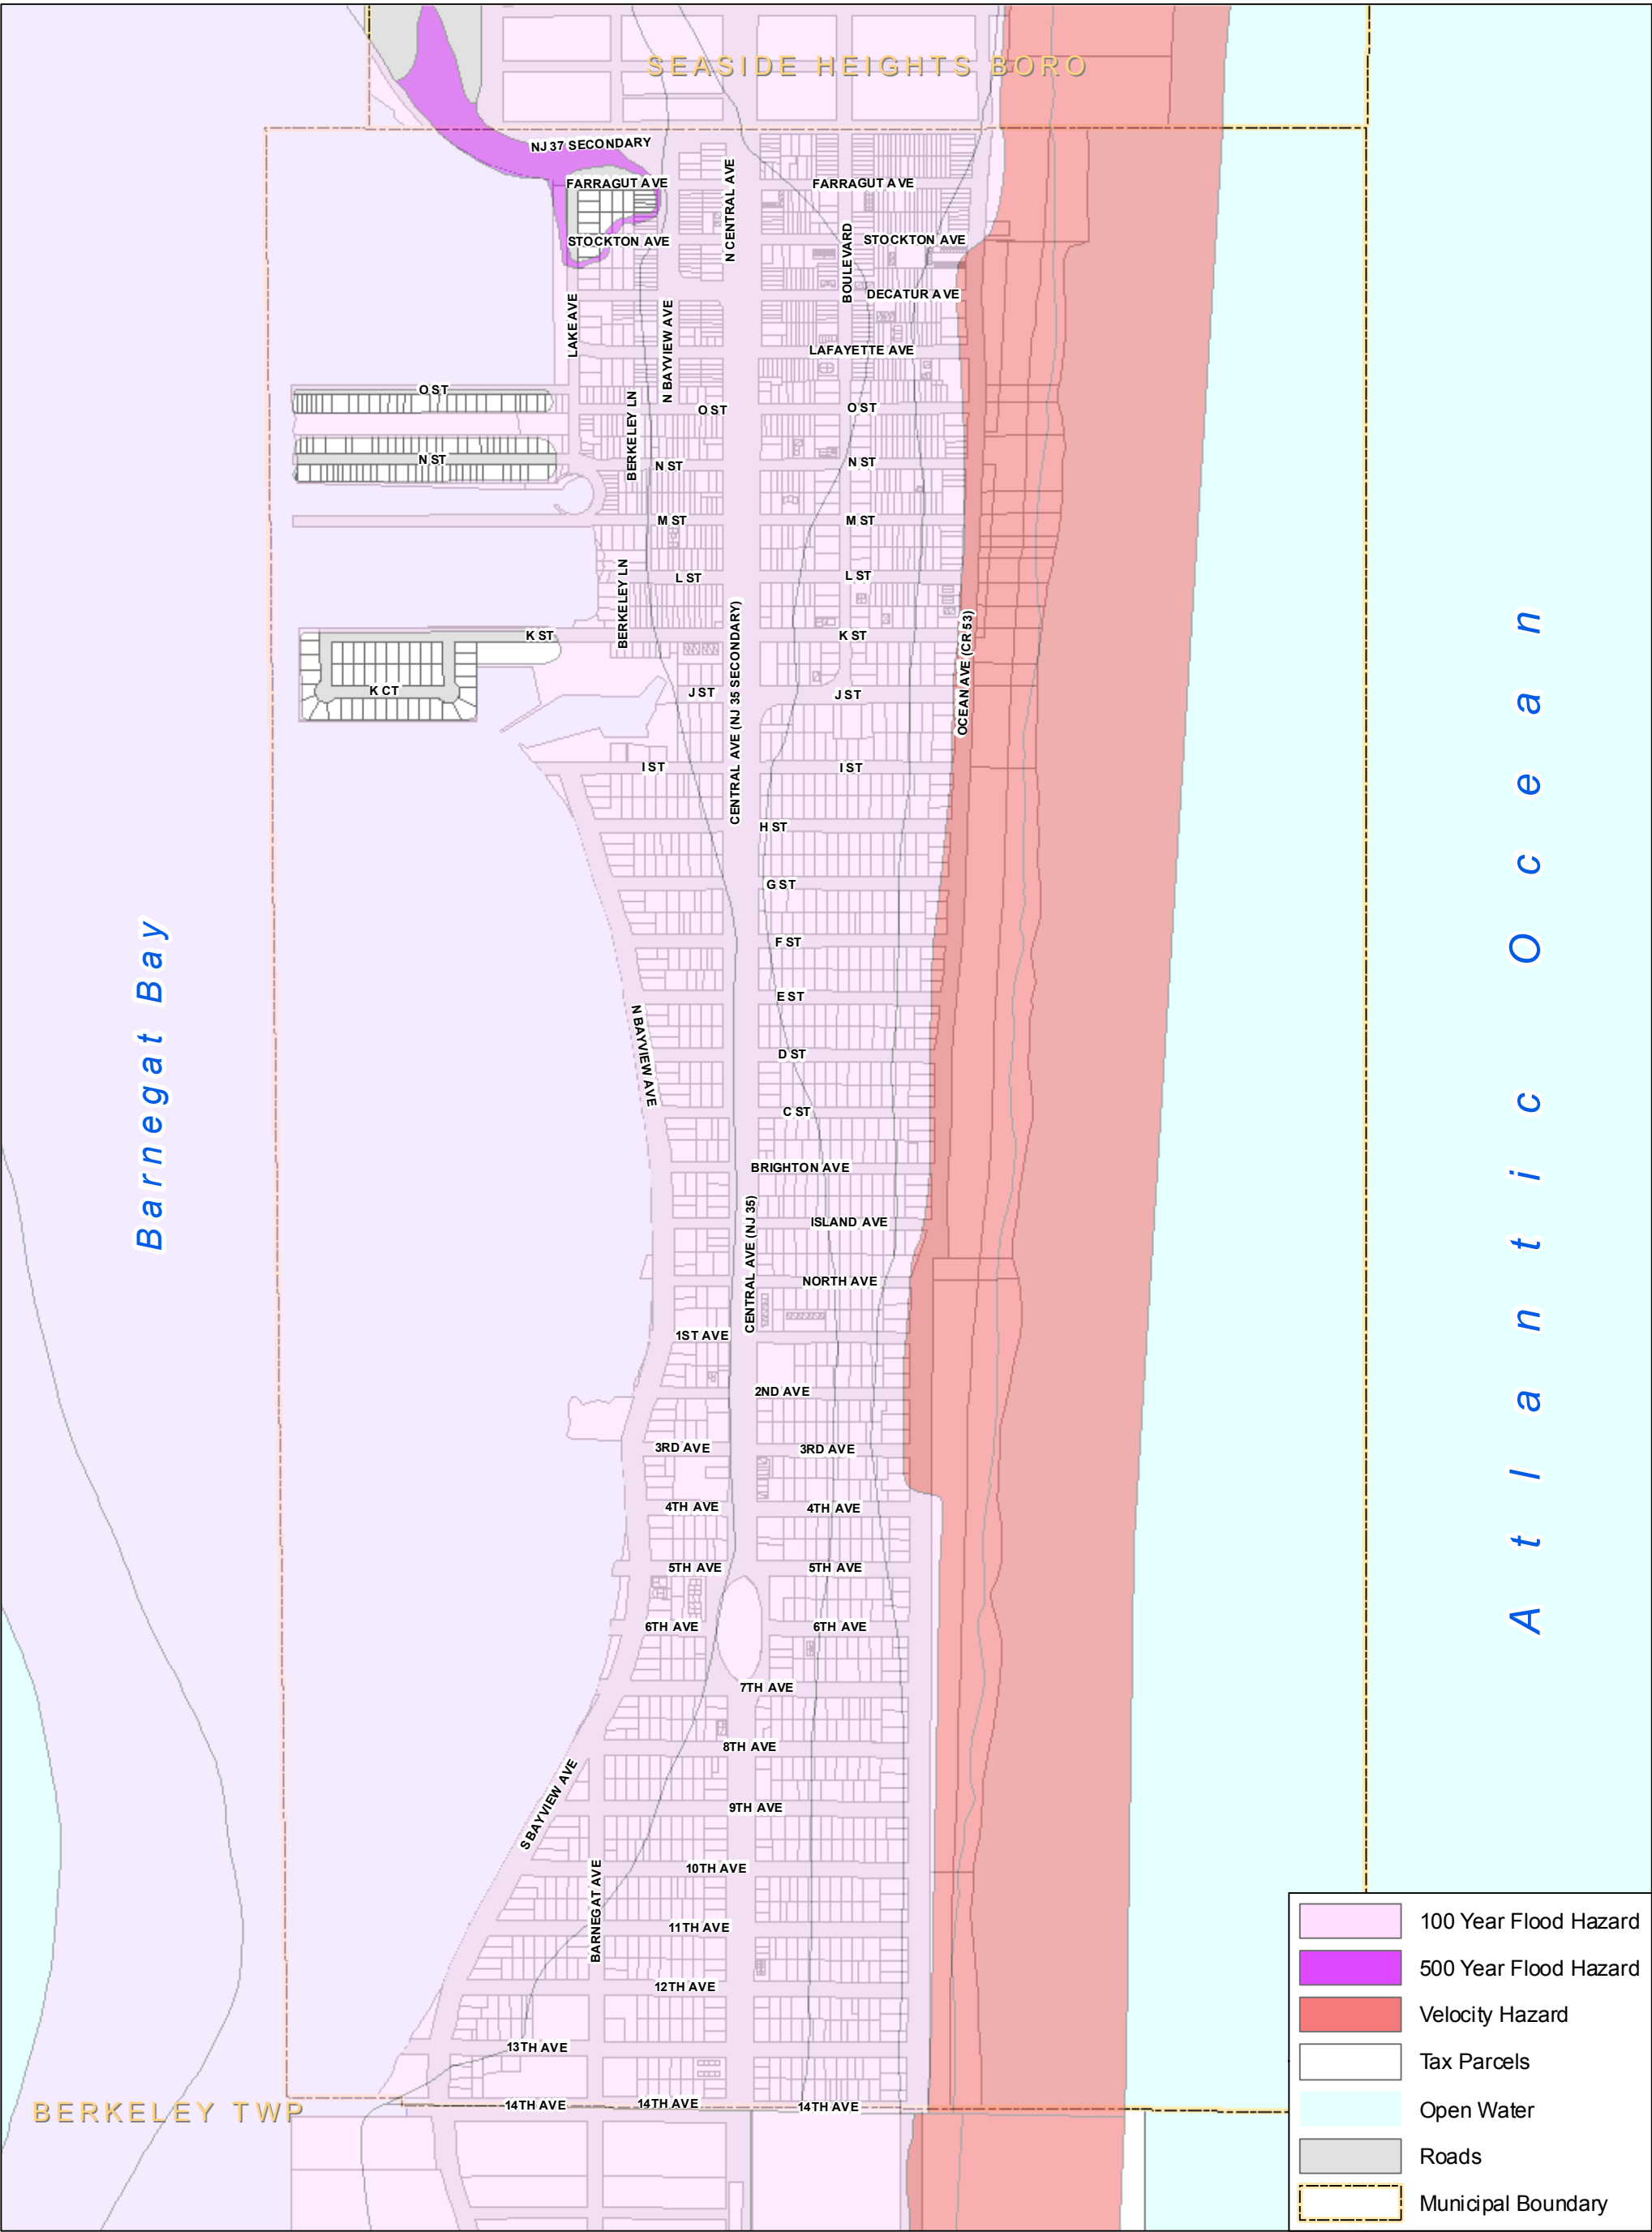 SEASIDE HEIGHTS BORO
NJ 37 SECONDARY
FARRAGUT AVE
FARRAGUT AVE
N CENTRAL AVE
STOCKTON AVE
STOCKTON AVE
BOULEVARD
DECATUR AVE
LAKE AVE
N BAYVIEW AVE
LAFAYETTE AVE
O ST
O ST
O ST
BERKELEY LN
N ST
N ST
N ST
M ST
M ST
BERKELEY LN
L ST
L ST
K ST
K ST
OCEAN AVE (CR 53)
CENTRAL AVE (NJ 35 SECONDARY)
K CT
J ST
J ST
I ST
I ST
H ST
G ST
F ST
E ST
N BAYVIEW AVE
D ST
C ST
Barnegat Bay
Atlantic Ocean
BRIGHTON AVE
ISLAND AVE
CENTRAL AVE (NJ 35)
NORTH AVE
1ST AVE
2ND AVE
3RD AVE
3RD AVE
4TH AVE
4TH AVE
5TH AVE
5TH AVE
6TH AVE
6TH AVE
7TH AVE
8TH AVE
S BAYVIEW AVE
9TH AVE
10TH AVE
BARNEGAT AVE
11TH AVE
12TH AVE
13TH AVE
14TH AVE
14TH AVE
14TH AVE
BERKELEY TWP
100 Year Flood Hazard
500 Year Flood Hazard
Velocity Hazard
Tax Parcels
Open Water
Roads
Municipal Boundary